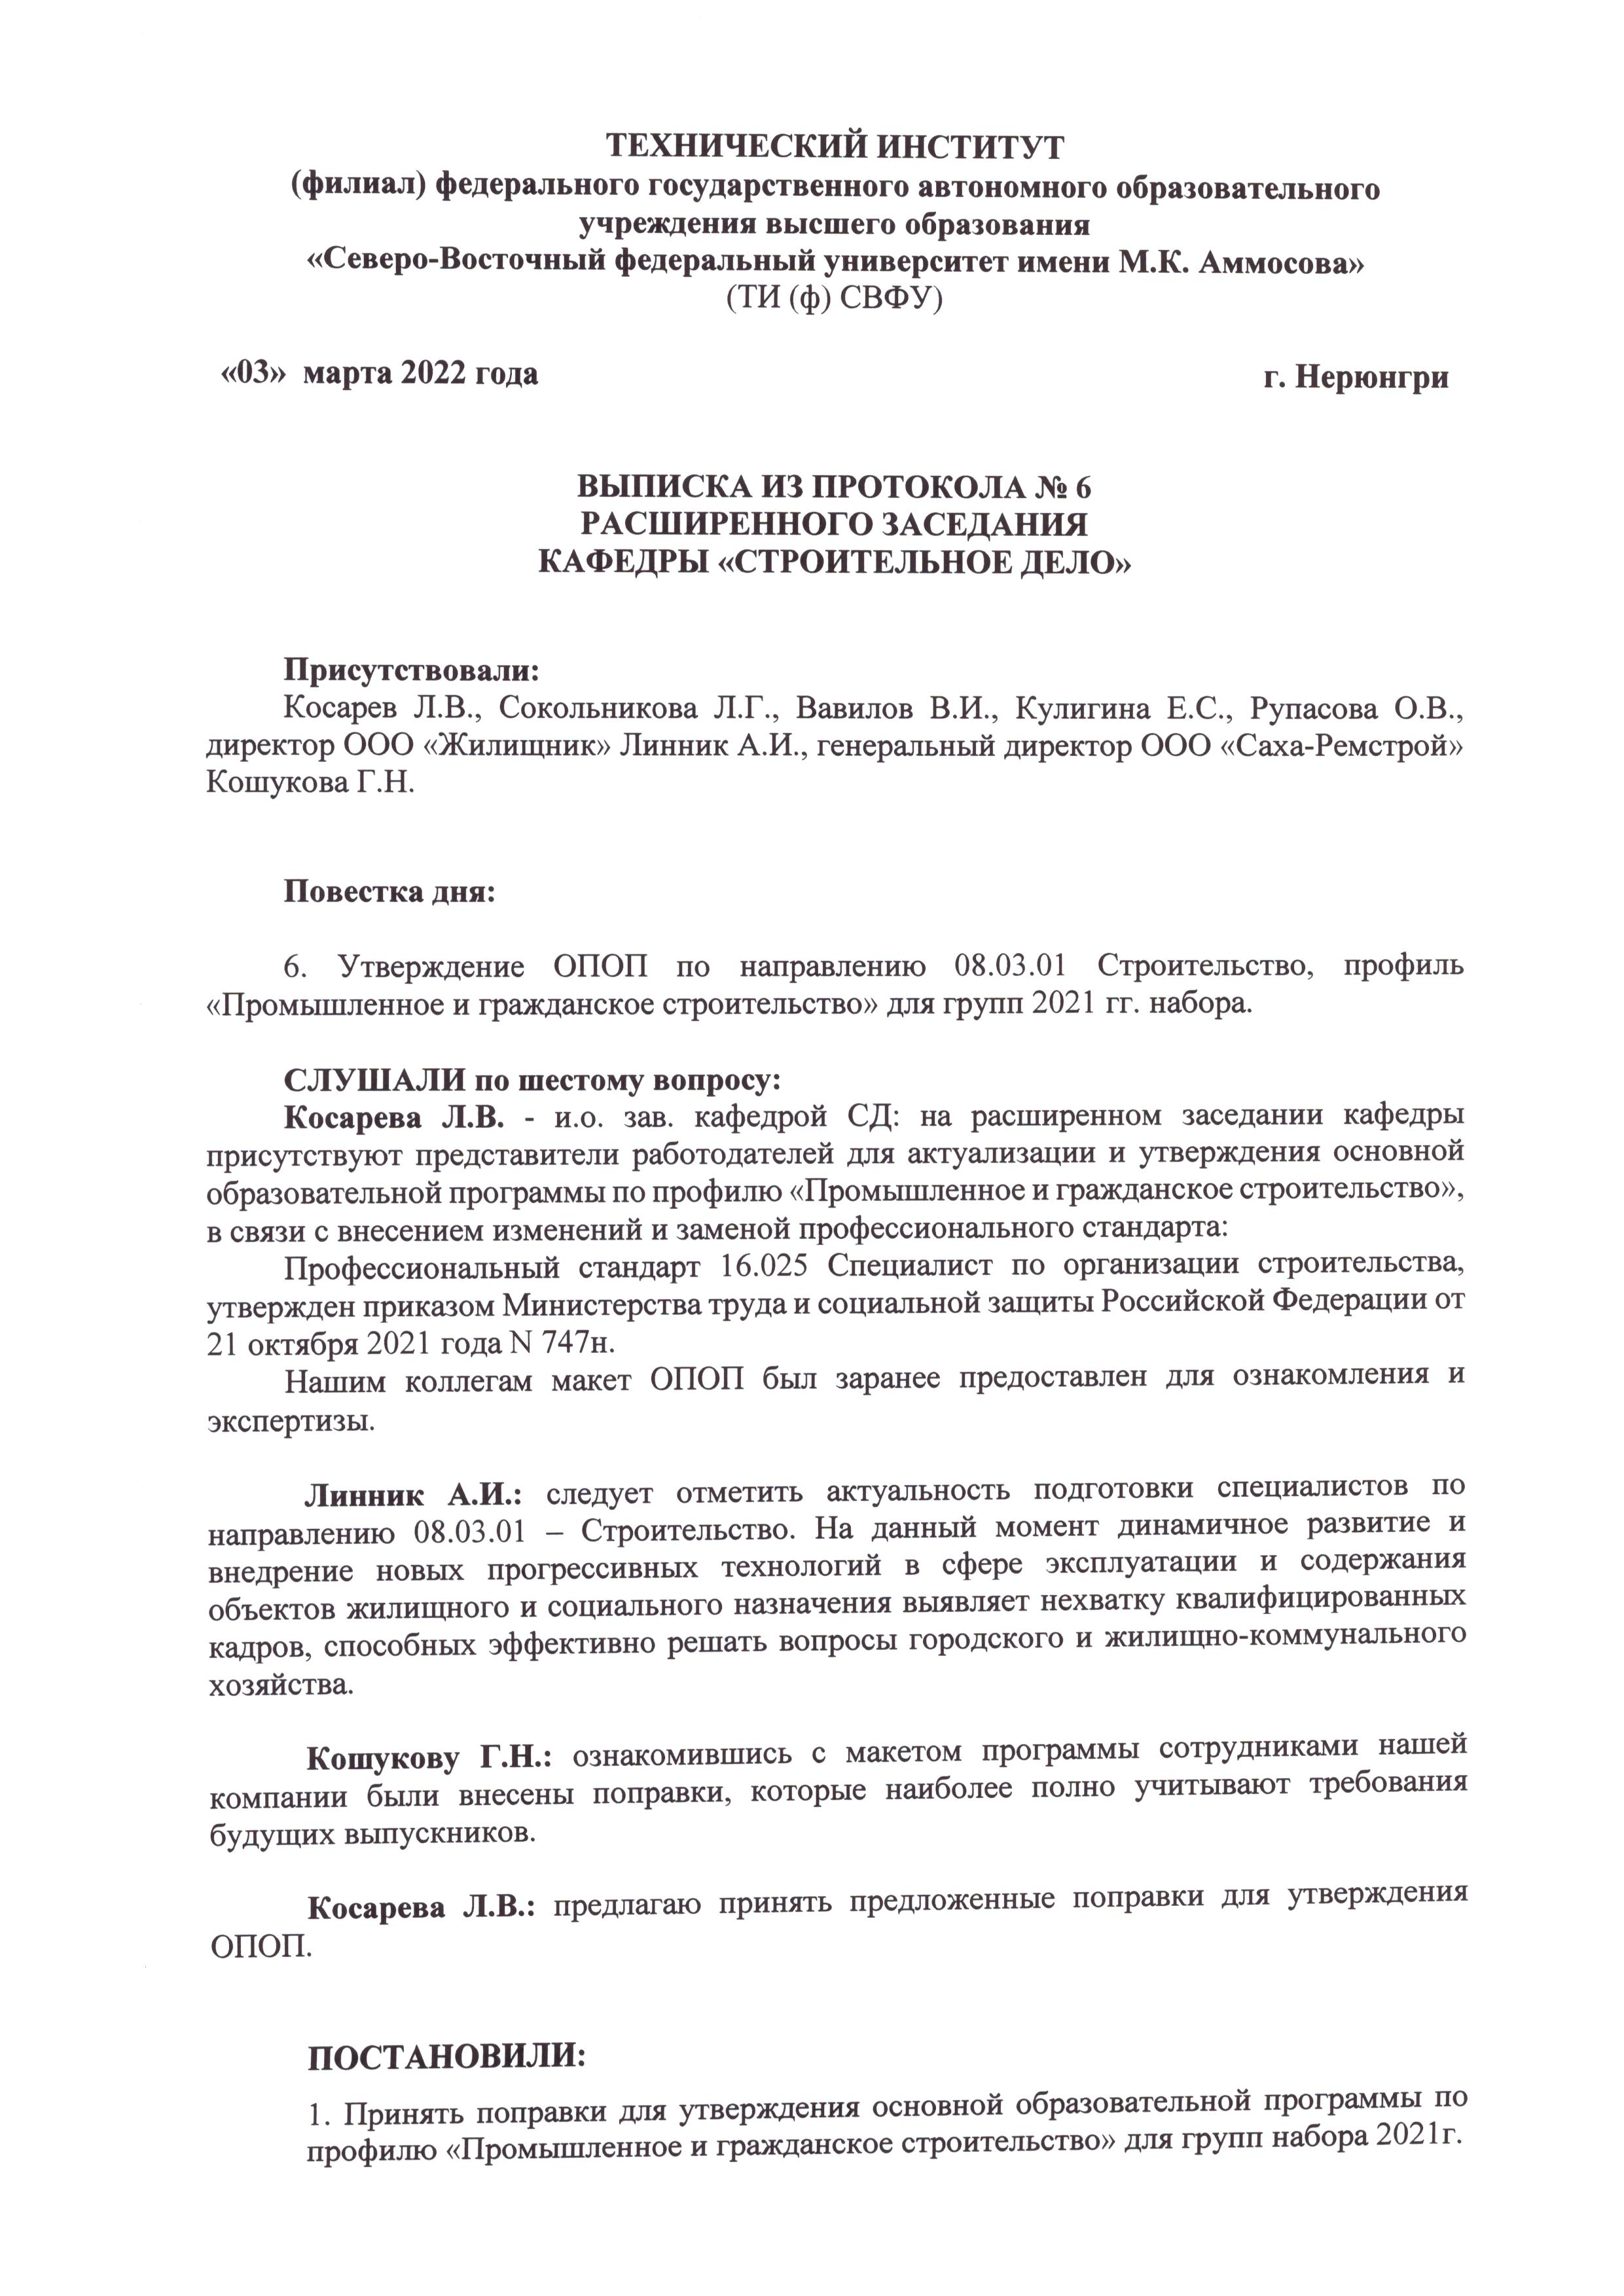 ТЕХНИЧЕСКИЙ ИНСТИТУТ
(филиал) федерального государственного автономного образовательного
учреждения высшего образования
«Северо-Восточный федеральный университет имени М.К. Аммосова»
(ТИ (ф) СВФУ)
«03» марта 2022 года г. Нерюнгри
ВЫПИСКА ИЗ ПРОТОКОЛА № 6
РАСШИРЕННОГО ЗАСЕДАНИЯ
КАФЕДРЫ «СТРОИТЕЛЬНОЕ ДЕЛО»
Присутствовали:
Косарев Л.В., Сокольникова Л.Г., Вавилов В.И., Кулигина Е.С., Рупасова О.В.,
директор ООО «Жилищник» Линник А.И., генеральный директор ООО «Саха-Ремстрой»
Кошукова Г.Н.
Повестка дня:
6. Утверждение ОПОП по направлению 08.03.01 Строительство, профиль
«Промышленное и гражданское строительство» для групп 2021 гг. набора.
СЛУШАЛИ по шестому вопросу:
Косарева Л.В. - и.о. зав. кафедрой СД: на расширенном заседании кафедры
присутствуют представители работодателей для актуализации и утверждения основной
образовательной программы по профилю «Промышленное и гражданское строительство»,
в связи с внесением изменений и заменой профессионального стандарта:
Профессиональный стандарт 16.025 Специалист по организации строительства,
утвержден приказом Министерства труда и социальной защиты Российской Федерации от
21 октября 2021 года N 747н.
Нашим коллегам макет ОПОП был заранее предоставлен для ознакомления и
экспертизы.
Линник А.И.: следует отметить актуальность подготовки специалистов по
направлению 08.03.01 – Строительство. На данный момент динамичное развитие и
внедрение новых прогрессивных технологий в сфере эксплуатации и содержания
объектов жилищного и социального назначения выявляет нехватку квалифицированных
кадров, способных эффективно решать вопросы городского и жилищно-коммунального
хозяйства.
Кошукову Г.Н.: ознакомившись с макетом программы сотрудниками нашей
компании были внесены поправки, которые наиболее полно учитывают требования
будущих выпускников.
Косарева Л.В.: предлагаю принять предложенные поправки для утверждения
ОПОП.
ПОСТАНОВИЛИ:
1. Принять поправки для утверждения основной образовательной программы по
профилю «Промышленное и гражданское строительство» для групп набора 2021г.